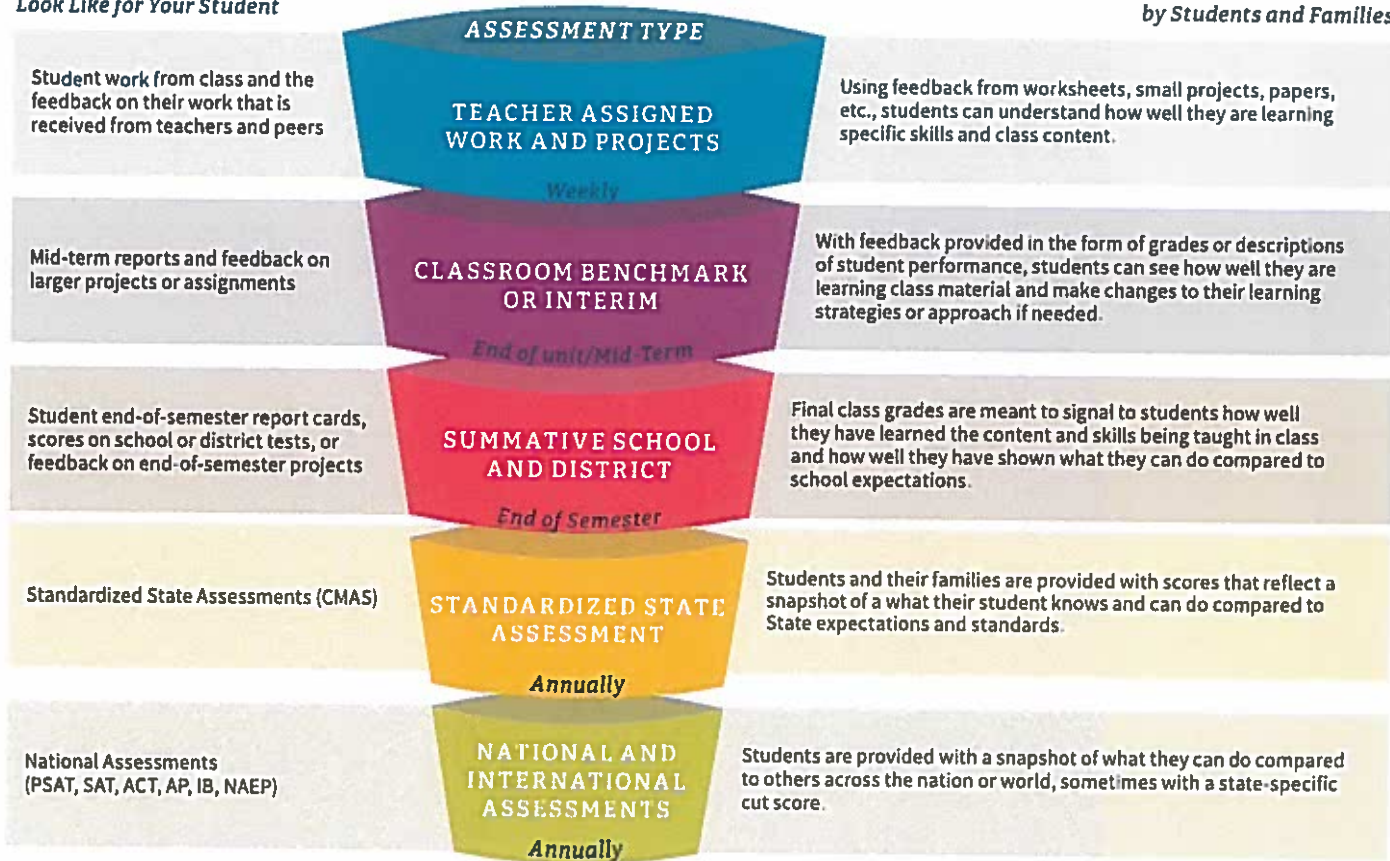 Look Like for Your Student
by Students and Families
ASSESSMENT TYPE
Student work from class and the
feedback on their work that is
received from teachers and peers
TEACHER ASSIGNED
WORK AND PROJECTS
Weekly
Using feedback from worksheets, small projects, papers,
etc., students can understand how well they are learning
specific skills and class content.
Mid-term reports and feedback on
larger projects or assignments
CLASSROOM BENCHMARK
OR INTERIM
End of unit/Mid-Term
With feedback provided in the form of grades or descriptions
of student performance, students can see how well they are
learning class material and make changes to their learning
strategies or approach if needed.
Student end-of-semester report cards,
scores on school or district tests, or
feedback on end-of-semester projects
SUMMATIVE SCHOOL
AND DISTRICT
End of Semester
Final class grades are meant to signal to students how well
they have learned the content and skills being taught in class
and how well they have shown what they can do compared to
school expectations.
Standardized State Assessments (CMAS)
STANDARDIZED STATE
ASSESSMENT
Annually
Students and their families are provided with scores that reflect a
snapshot of a what their student knows and can do compared to
State expectations and standards.
National Assessments
(PSAT, SAT, ACT, AP, IB, NAEP)
NATIONAL AND
INTERNATIONAL
ASSESSMENTS
Annually
Students are provided with a snapshot of what they can do compared
to others across the nation or world, sometimes with a state-specific
cut score.